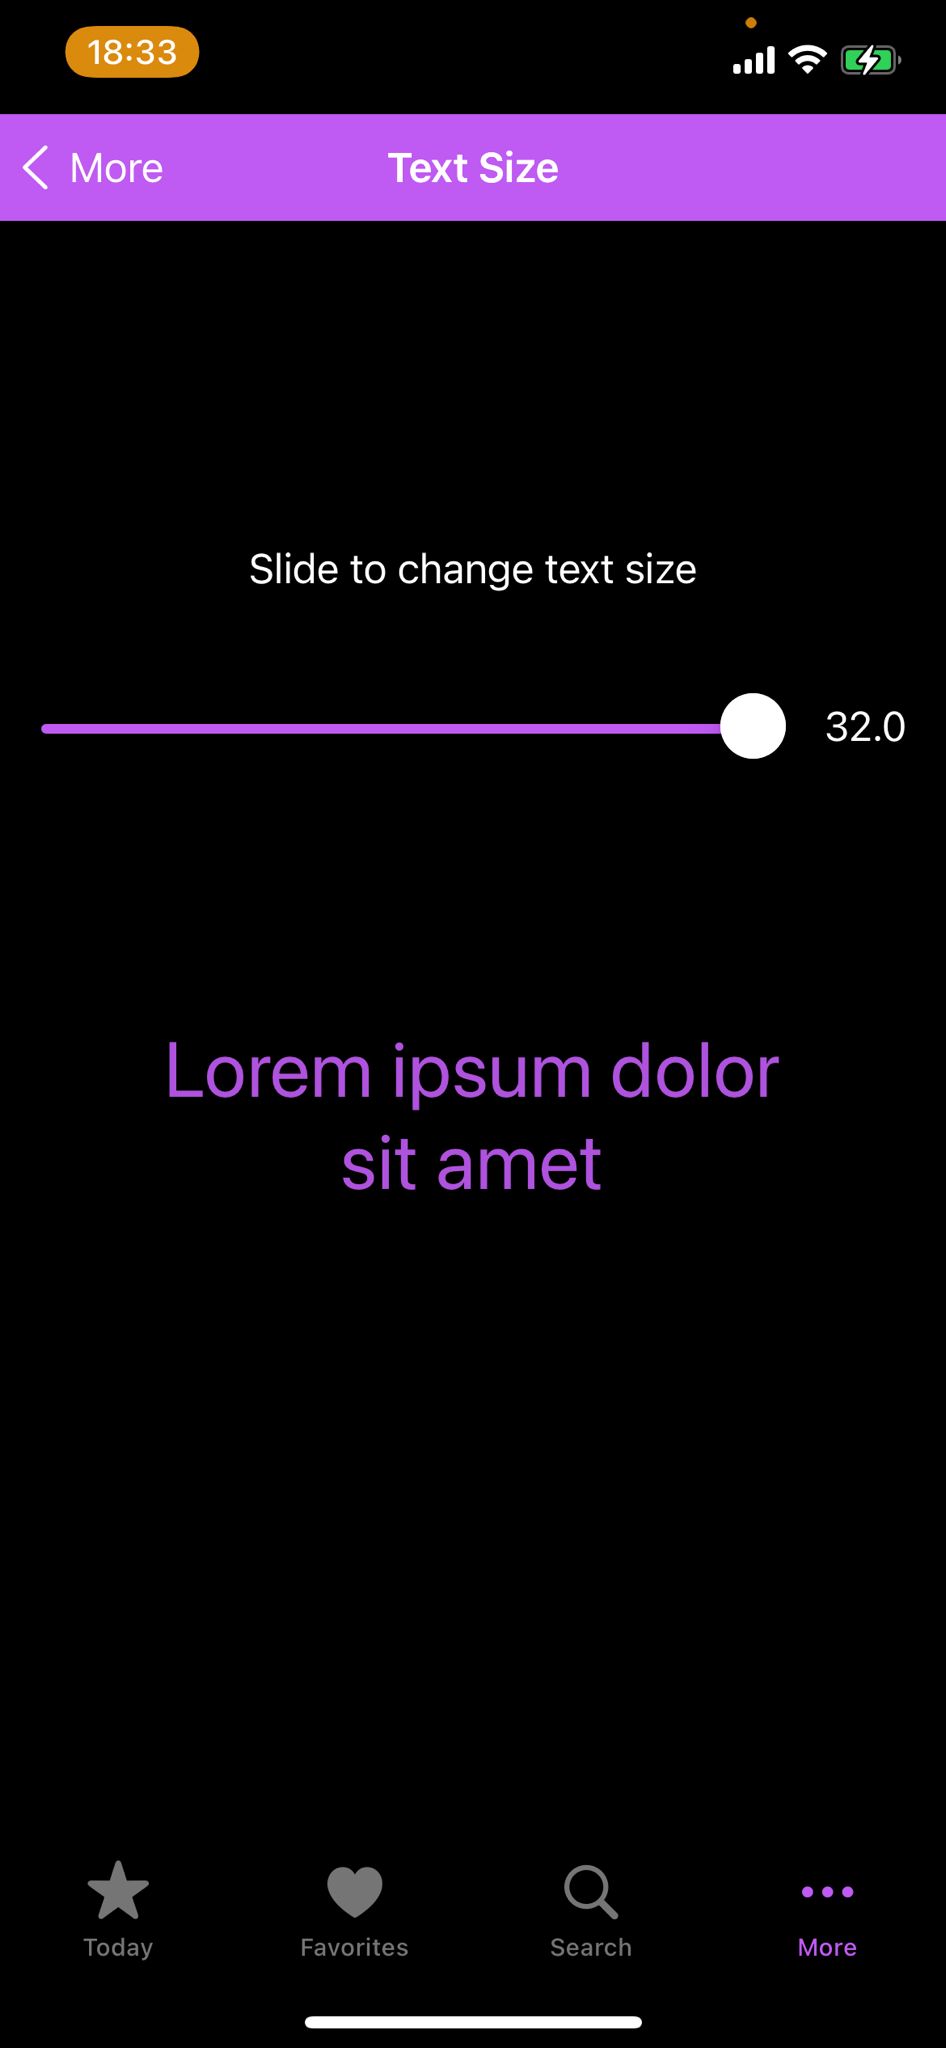 18:33
More
Text Size
Slide to change text size
32.0
Lorem ipsum dolor
sit amet
Today
Favorites
Search
More